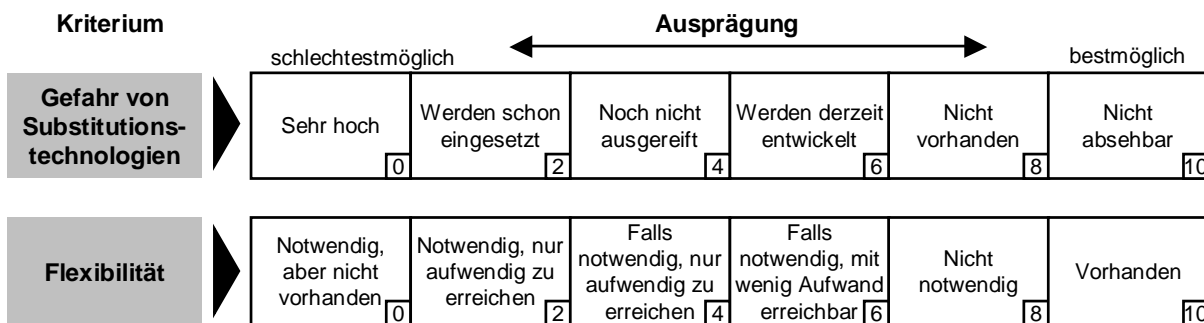 Kriterium
Ausprägung
schlechtestmöglich
bestmöglich
Gefahr von
Substitutions-
technologien
Sehr hoch
0
Werden schon
eingesetzt
2
Noch nicht
ausgereift
4
Werden derzeit
entwickelt
6
Nicht
vorhanden
8
Nicht
absehbar
10
Flexibilität
Notwendig,
aber nicht
vorhanden
0
Notwendig, nur
aufwendig zu
erreichen
2
Falls
notwendig, nur
aufwendig zu
erreichen
4
Falls
notwendig, mit
wenig Aufwand
erreichbar
6
Nicht
notwendig
8
Vorhanden
10